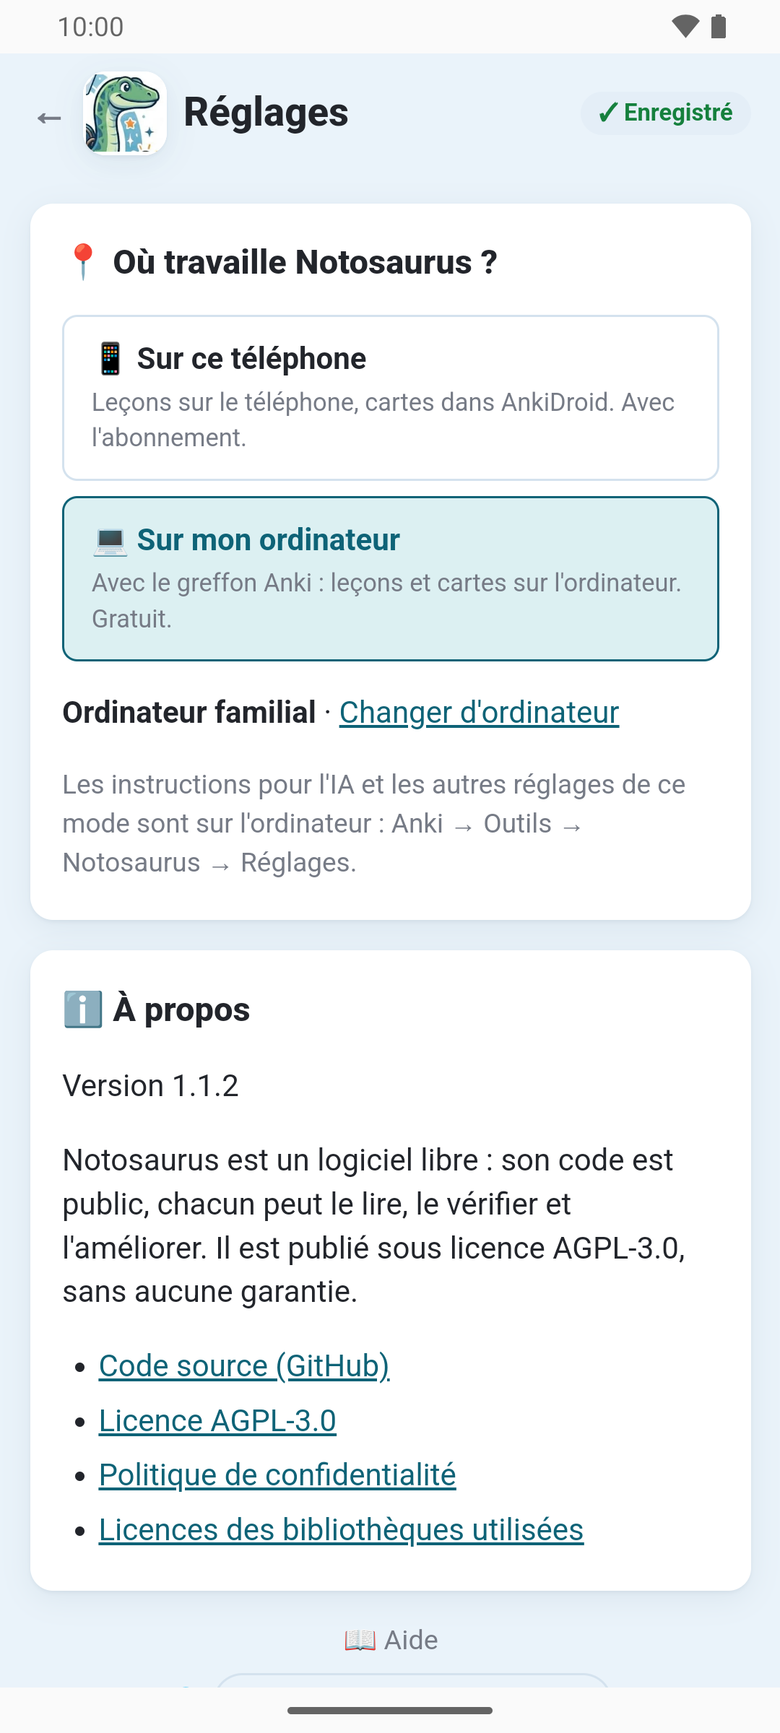 10:00
← Réglages ✓ Enregistré
📍 Où travaille Notosaurus ?
📱 Sur ce téléphone
Leçons sur le téléphone, cartes dans AnkiDroid. Avec
l'abonnement.
💻 Sur mon ordinateur
Avec le greffon Anki : leçons et cartes sur l'ordinateur.
Gratuit.
Ordinateur familial · Changer d'ordinateur
Les instructions pour l'IA et les autres réglages de ce
mode sont sur l'ordinateur : Anki → Outils →
Notosaurus → Réglages.
ℹ️ À propos
Version 1.1.2
Notosaurus est un logiciel libre : son code est
public, chacun peut le lire, le vérifier et
l'améliorer. Il est publié sous licence AGPL-3.0,
sans aucune garantie.
• Code source (GitHub)
• Licence AGPL-3.0
• Politique de confidentialité
• Licences des bibliothèques utilisées
📖 Aide